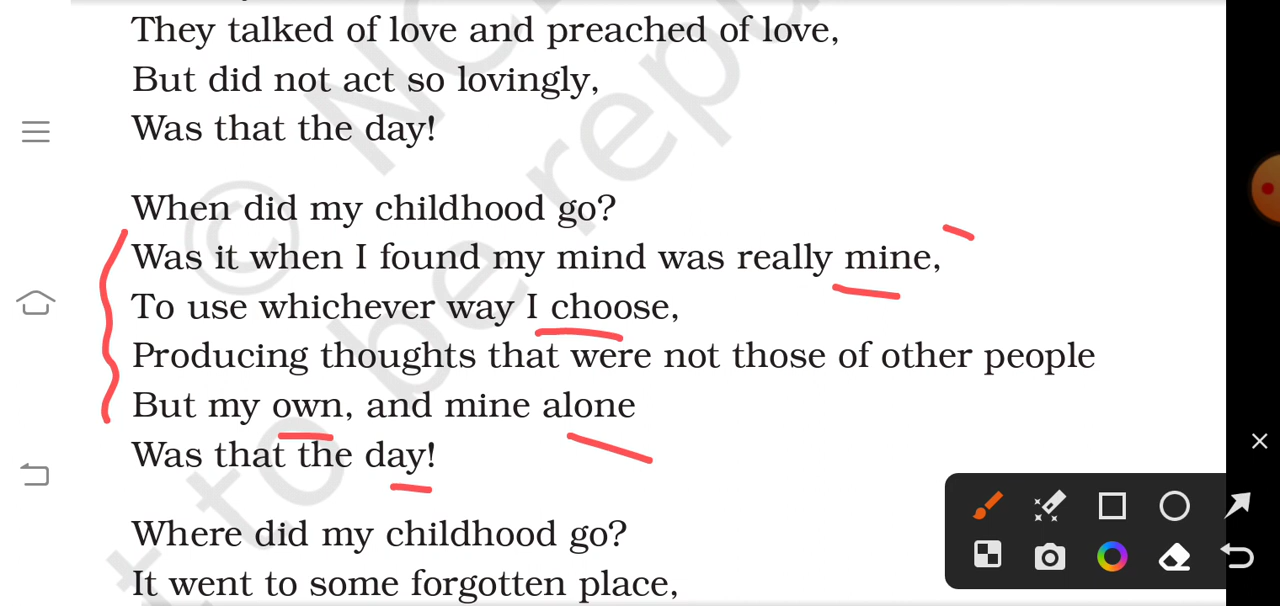 They talked of love and preached of love,
But did not act so lovingly,
Was that the day!
When did my childhood go?
Was it when I found my mind was really mine,
To use whichever way I choose,
Producing thoughts that were not those of other people
But my own, and mine alone
Was that the day!
Where did my childhood go?
It went to some forgotten place,